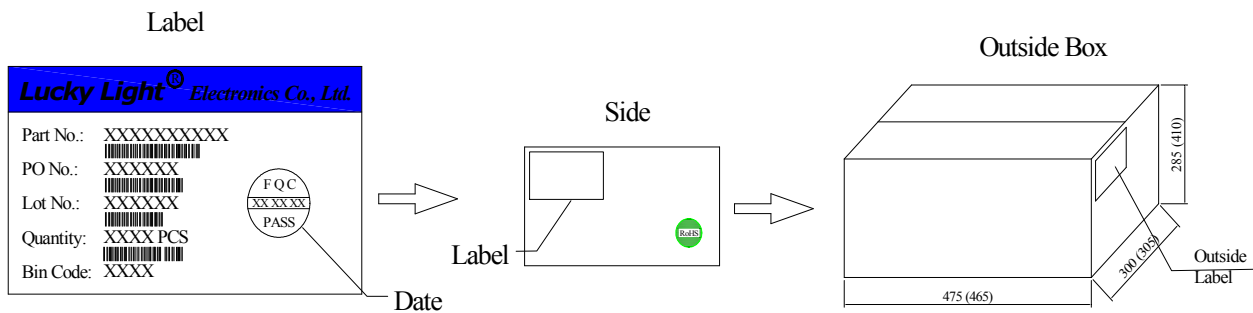 Label
Lucky Light® Electronics Co., Ltd.
Part No.: XXXXXXXXXX
PO No.: XXXXXX
Lot No.: XXXXXX
Quantity: XXXX PCS
Bin Code: XXXX
FQC
XX XX XX
PASS
Date
Side
RoHS
Label
Outside Box
285 (410)
300 (305)
475 (465)
Outside
Label